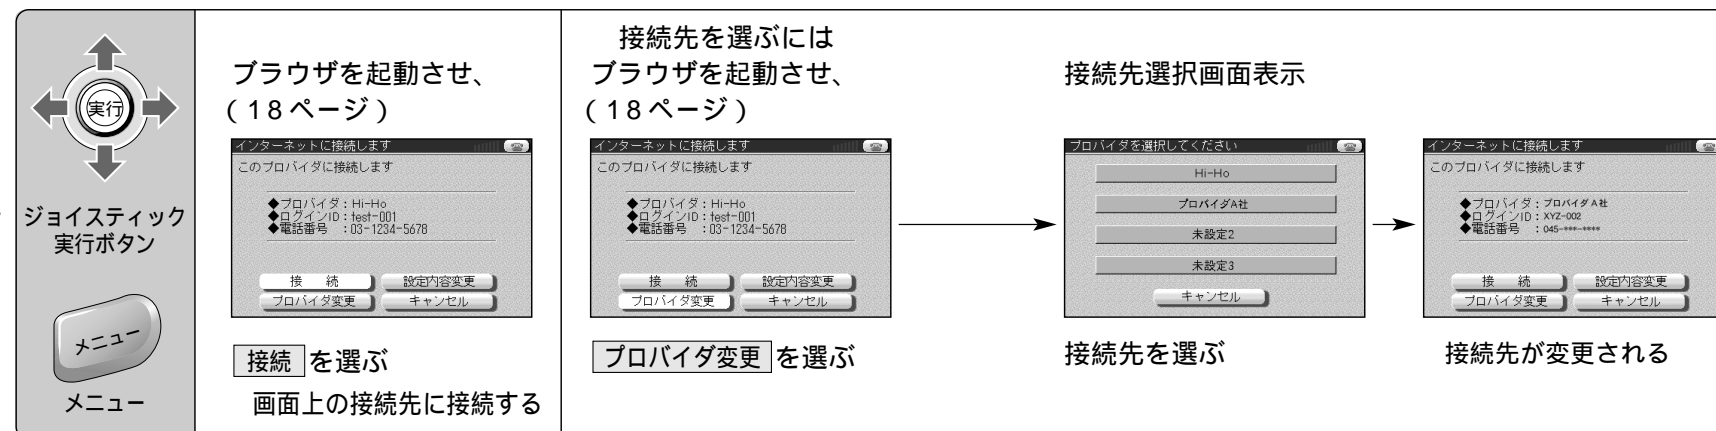 実行
ジョイスティック
実行ボタン
メニュー
メニュー
ブラウザを起動させ、
(18ページ)
インターネットに接続します
このプロバイダに接続します
◆プロバイダ：Hi-Ho
◆ログインID：test-001
◆電話番号　：03-1234-5678
接　続
設定内容変更
プロバイダ変更
キャンセル
接続 を選ぶ
画面上の接続先に接続する
接続先を選ぶには
ブラウザを起動させ、
(18ページ)
インターネットに接続します
このプロバイダに接続します
◆プロバイダ：Hi-Ho
◆ログインID：test-001
◆電話番号　：03-1234-5678
接　続
設定内容変更
プロバイダ変更
キャンセル
プロバイダ変更 を選ぶ
接続先選択画面表示
プロバイダを選択してください
Hi-Ho
プロバイダA社
未設定2
未設定3
キャンセル
接続先を選ぶ
インターネットに接続します
このプロバイダに接続します
◆プロバイダ：プロバイダA社
◆ログインID：XYZ-002
◆電話番号　：045-***-****
接　続
設定内容変更
プロバイダ変更
キャンセル
接続先が変更される